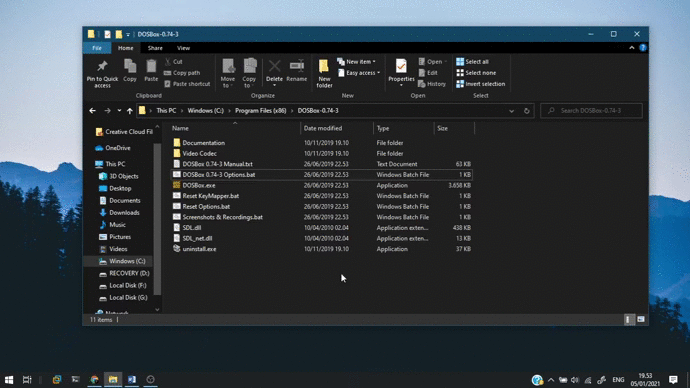 DOSBox-0.74-3
File Home Share View
Pin to Quick access
Copy
Paste
Cut
Copy path
Paste shortcut
Clipboard
Move to
Copy to
Delete
Rename
Organize
New folder
New item
Easy access
New
Properties
Open
Edit
History
Open
Select all
Select none
Invert selection
Select
This PC > Windows (C:) > Program Files (x86) > DOSBox-0.74-3
Search DOSBox-0.74-3
Creative Cloud Fil
OneDrive
This PC
3D Objects
Desktop
Documents
Downloads
Music
Pictures
Videos
Windows (C:)
RECOVERY (D:)
Local Disk (F:)
Local Disk (G:)
Network
Name Date modified Type Size
Documentation 10/11/2019 19.10 File folder
Video Codec 10/11/2019 19.10 File folder
DOSBox 0.74-3 Manual.txt 26/06/2019 22.53 Text Document 63 KB
DOSBox 0.74-3 Options.bat 26/06/2019 22.53 Windows Batch File 1 KB
DOSBox.exe 26/06/2019 22.53 Application 3.658 KB
Reset KeyMapper.bat 26/06/2019 22.53 Windows Batch File 1 KB
Reset Options.bat 26/06/2019 22.53 Windows Batch File 1 KB
Screenshots & Recordings.bat 26/06/2019 22.53 Windows Batch File 1 KB
SDL.dll 10/04/2010 02.04 Application exten... 438 KB
SDL_net.dll 10/04/2010 02.04 Application exten... 13 KB
uninstall.exe 10/11/2019 19.10 Application 37 KB
11 items
ENG
19.53
05/01/2021